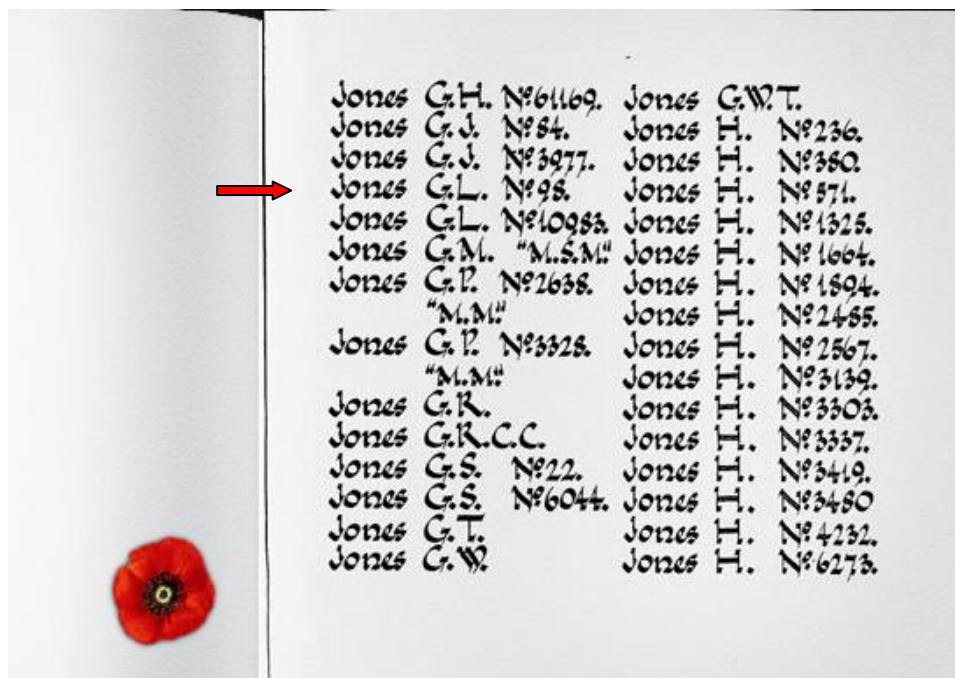 Jones G.H. Nº61169.
Jones G.J. Nº84.
Jones G.J. Nº3977.
Jones G.L. Nº98.
Jones G.L. Nº10983.
Jones G.M. "M.S.M."
Jones G.P. Nº2638.
"M.M."
Jones G.P. Nº3328.
"M.M."
Jones G.R.
Jones G.R.C.C.
Jones G.S. Nº22.
Jones G.S. Nº6044.
Jones G.T.
Jones G.W.
Jones G.W.T.
Jones H. Nº236.
Jones H. Nº380.
Jones H. Nº571.
Jones H. Nº1325.
Jones H. Nº1664.
Jones H. Nº1894.
Jones H. Nº2485.
Jones H. Nº2567.
Jones H. Nº3139.
Jones H. Nº3303.
Jones H. Nº3337.
Jones H. Nº3419.
Jones H. Nº3480
Jones H. Nº4232.
Jones H. Nº6273.